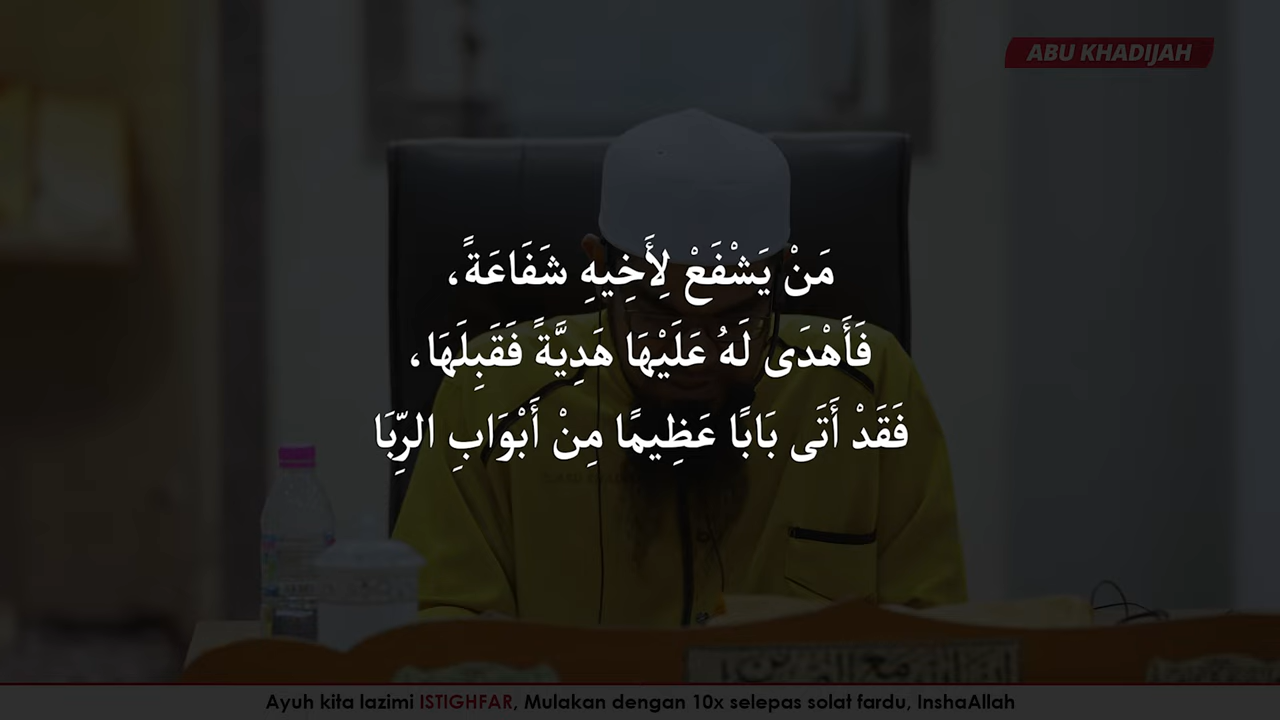 ABU KHADIJAH
مَنْ يَشْفَعْ لِأَخِيهِ شَفَاعَةً،
فَأَهْدَى لَهُ عَلَيْهَا هَدِيَّةً فَقَبِلَهَا،
فَقَدْ أَتَى بَابًا عَظِيمًا مِنْ أَبْوَابِ الرِّبَا
Ayuh kita lazimi ISTIGHFAR, Mulakan dengan 10x selepas solat fardu, InshaAllah